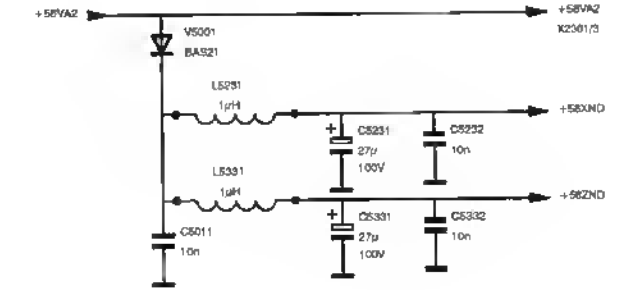 +58VA2
+58VA2
X2301/3
V5001
BAS21
L5231
1µH
+58XND
C5231
27µ
100V
C5232
10n
L5331
1µH
+58ZND
C5011
10n
C5331
27µ
100V
C5332
10n
+
+